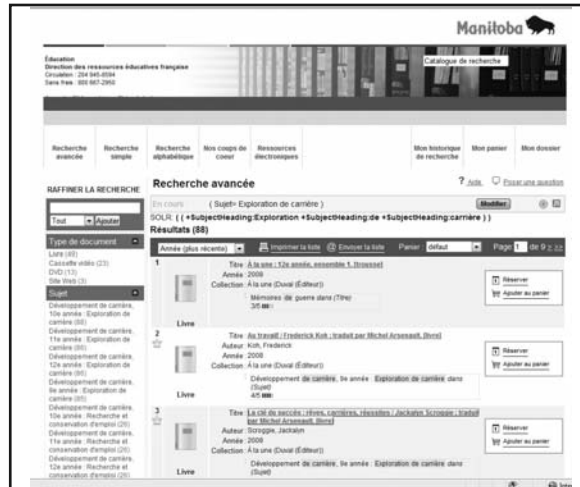 Manitoba
Éducation
Direction des ressources éducatives française
Circulation : 204 945-8594
Sans frais : 800 667-2950
Catalogue de recherche
Recherche avancée
Recherche simple
Recherche alphabétique
Nos coups de coeur
Ressources électroniques
Mon historique de recherche
Mon panier
Mon dossier
RAFFINER LA RECHERCHE
Tout
Ajouter
Type de document
Cassette vidéo (23)
DVD (13)
Site Web (3)
Sujet
Développement de carrière,
10e année : Exploration de
carrière (88)
Développement de carrière,
11e année : Exploration de
carrière (86)
Développement de carrière,
12e année : Exploration de
carrière (86)
Développement de carrière,
9e année : Exploration de
carrière (85)
Développement de carrière,
10e année : Recherche et
conservation d'emploi (26)
Développement de carrière,
11e année : Recherche et
conservation d'emploi (26)
Développement de carrière,
12e année : Recherche et
conservation d'emploi (26)
Recherche avancée
? Aide
Poser une question
En cours
( Sujet= Exploration de carrière )
Modifier
SOLR: ( ( +SubjectHeading:Exploration +SubjectHeading:de +SubjectHeading:carrière ) )
Résultats (88)
Année (plus récente)
Imprimer la liste
@ Envoyer la liste
Panier
défaut
Page 1 de 9 > >>
1
Livre
Titre À la une : 12e année, ensemble 1. [trousse]
Année 2008
Collection À la une (Duval (Éditeur))
Mémoires de guerre dans (Titre)
3/5
Réserver
Ajouter au panier
2
Livre
Titre Au travail / Frederick Koh ; traduit par Michel Arsenault. [livre]
Auteur Koh, Frederick
Année 2008
Collection À la une (Duval (Éditeur))
Développement de carrière, 9e année : Exploration de carrière dans
(Sujet)
4/5
Réserver
Ajouter au panier
3
Livre
Titre La clé de succès : rêves, carrières, réussites / Jackalyn Scroggie ; traduit
par Michel Arsenault. [livre]
Auteur Scroggie, Jackalyn
Année 2008
Collection À la une (Duval (Éditeur))
Développement de carrière, 9e année : Exploration de carrière dans
(Sujet)
Réserver
Ajouter au panier